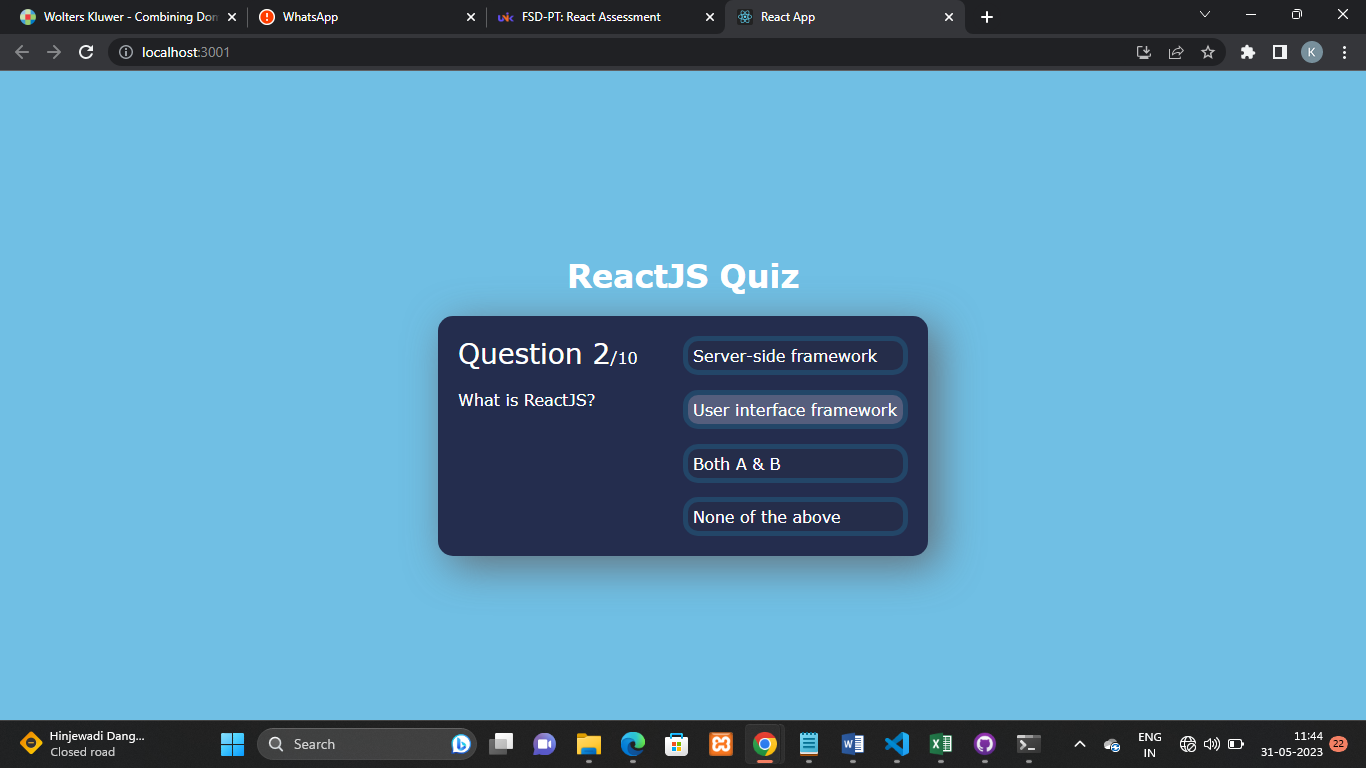 Wolters Kluwer - Combining Dom
WhatsApp
FSD-PT: React Assessment
React App
localhost:3001
K
ReactJS Quiz
Question 2/10
What is ReactJS?
Server-side framework
User interface framework
Both A & B
None of the above
Hinjewadi Dang...
Closed road
Search
ENG
IN
11:44
31-05-2023
22